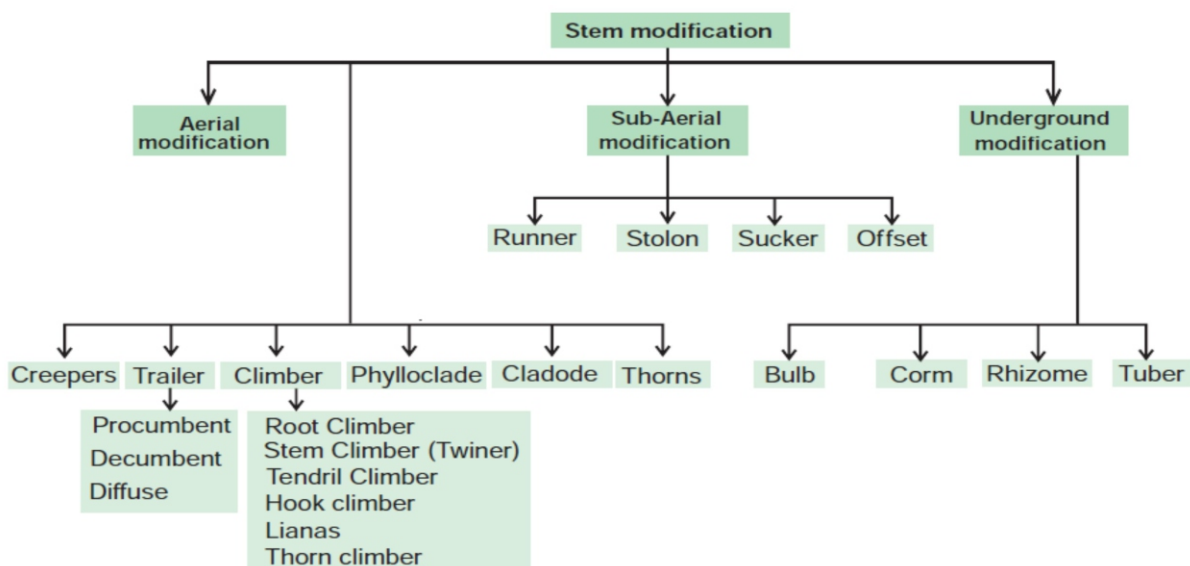 Stem modification
Aerial
modification
Sub-Aerial
modification
Underground
modification
Runner
Stolon
Sucker
Offset
Creepers
Trailer
Climber
Phylloclade
Cladode
Thorns
Bulb
Corm
Rhizome
Tuber
Procumbent
Decumbent
Diffuse
Root Climber
Stem Climber (Twiner)
Tendril Climber
Hook climber
Lianas
Thorn climber